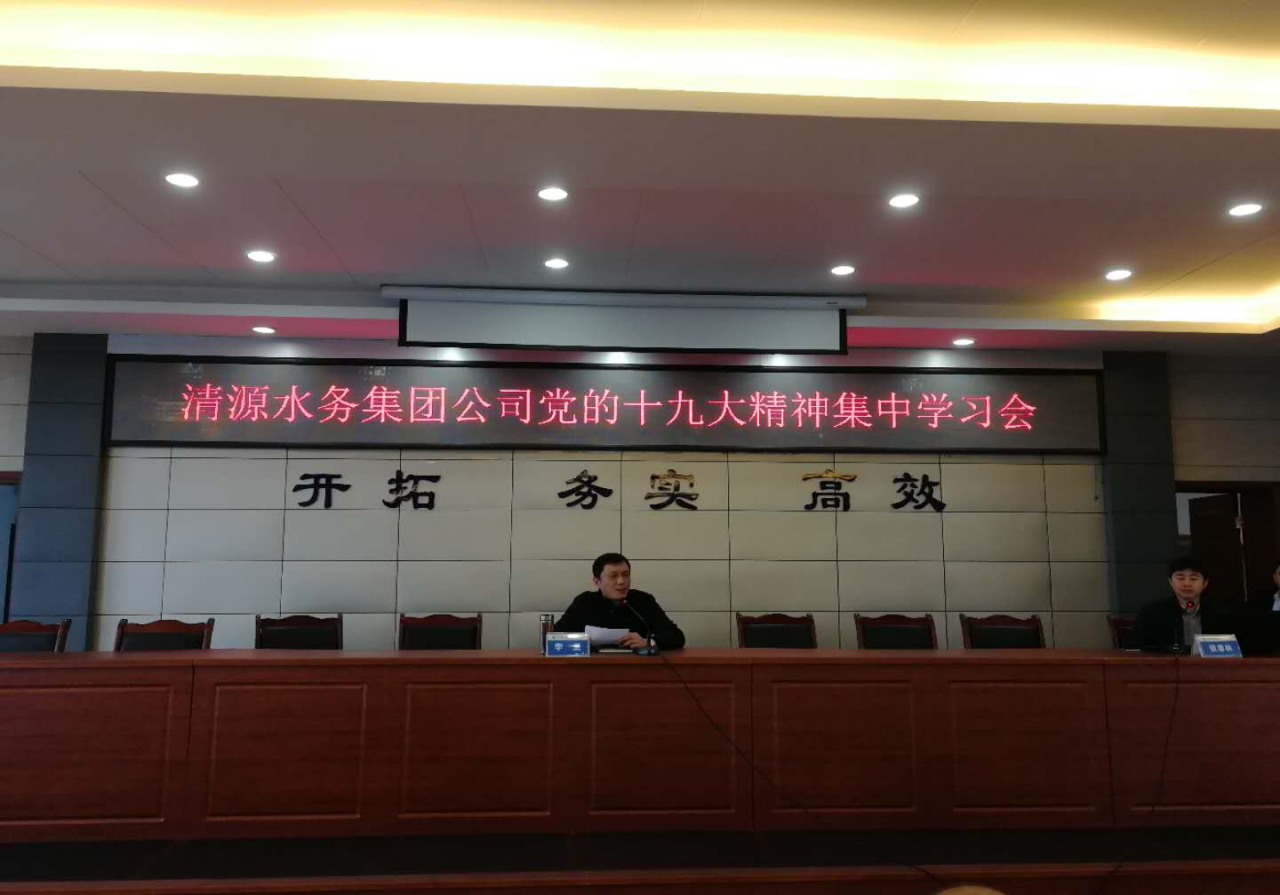 清源水务集团公司党的十九大精神集中学习会
开拓 务实 高效
李